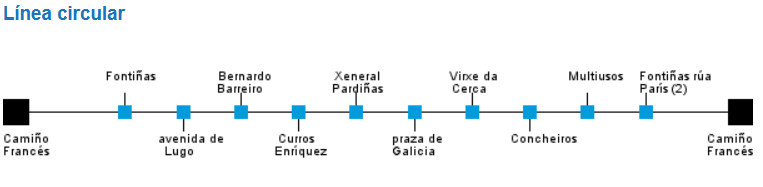 Línea circular
Fontiñas
Bernardo
Barreiro
Xeneral
Pardiñas
Virxe da
Cerca
Multiusos
Fontiñas rúa
París (2)
Camiño
Francés
avenida de
Lugo
Curros
Enríquez
praza de
Galicia
Concheiros
Camiño
Francés